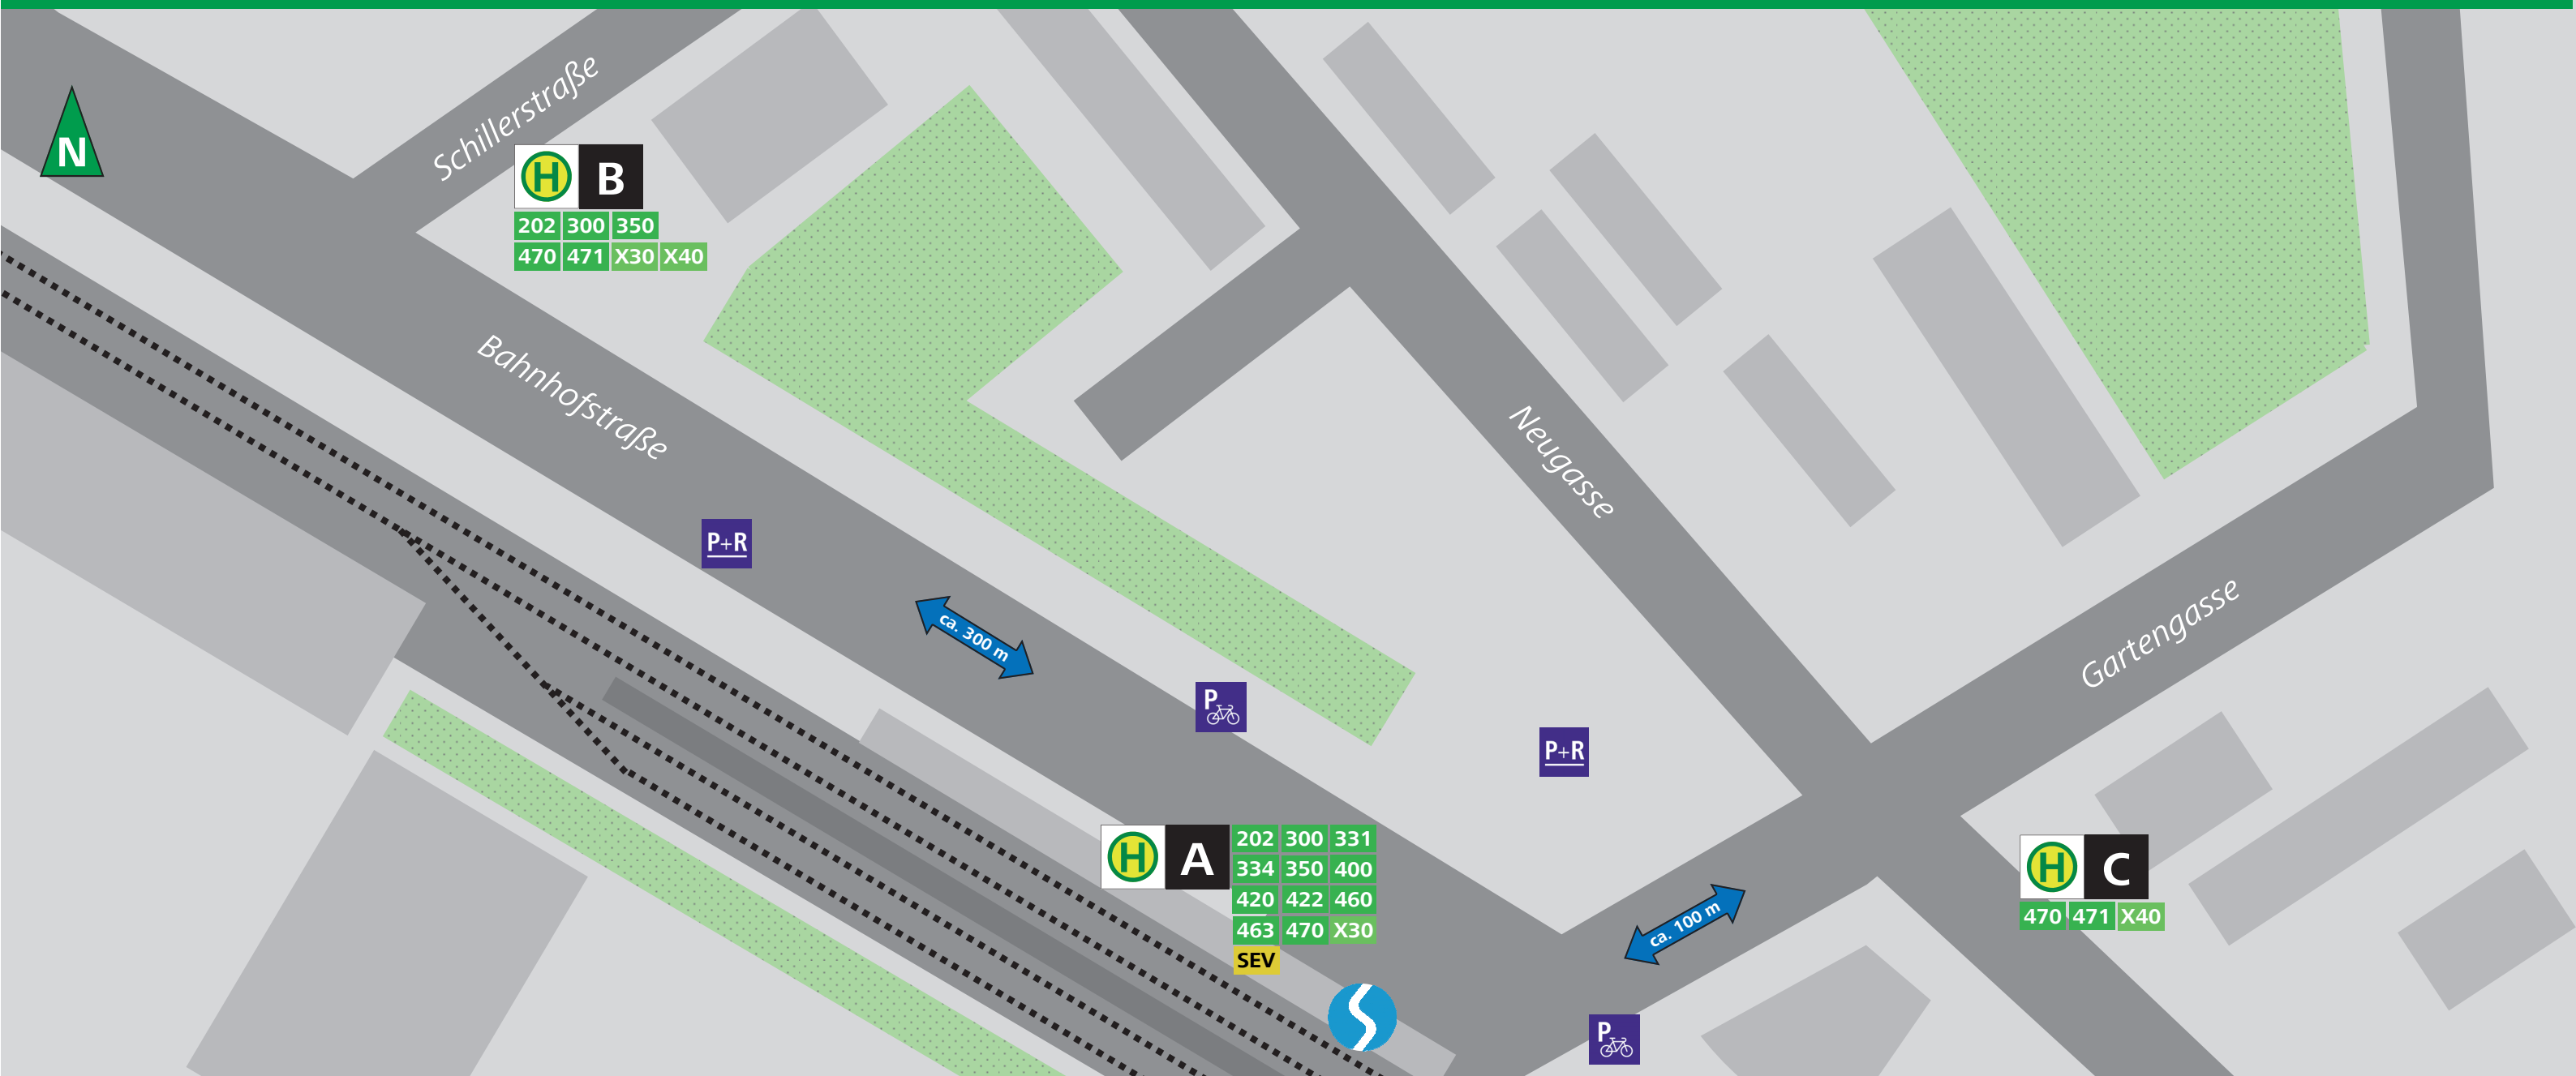 N
Schillerstraße
H B
202 300 350
470 471 X30 X40
Bahnhofstraße
Neugasse
P+R
ca. 300 m
Gartengasse
P
P+R
H A
202 300 331
334 350 400
420 422 460
463 470 X30
SEV
H C
470 471 X40
ca. 100 m
P